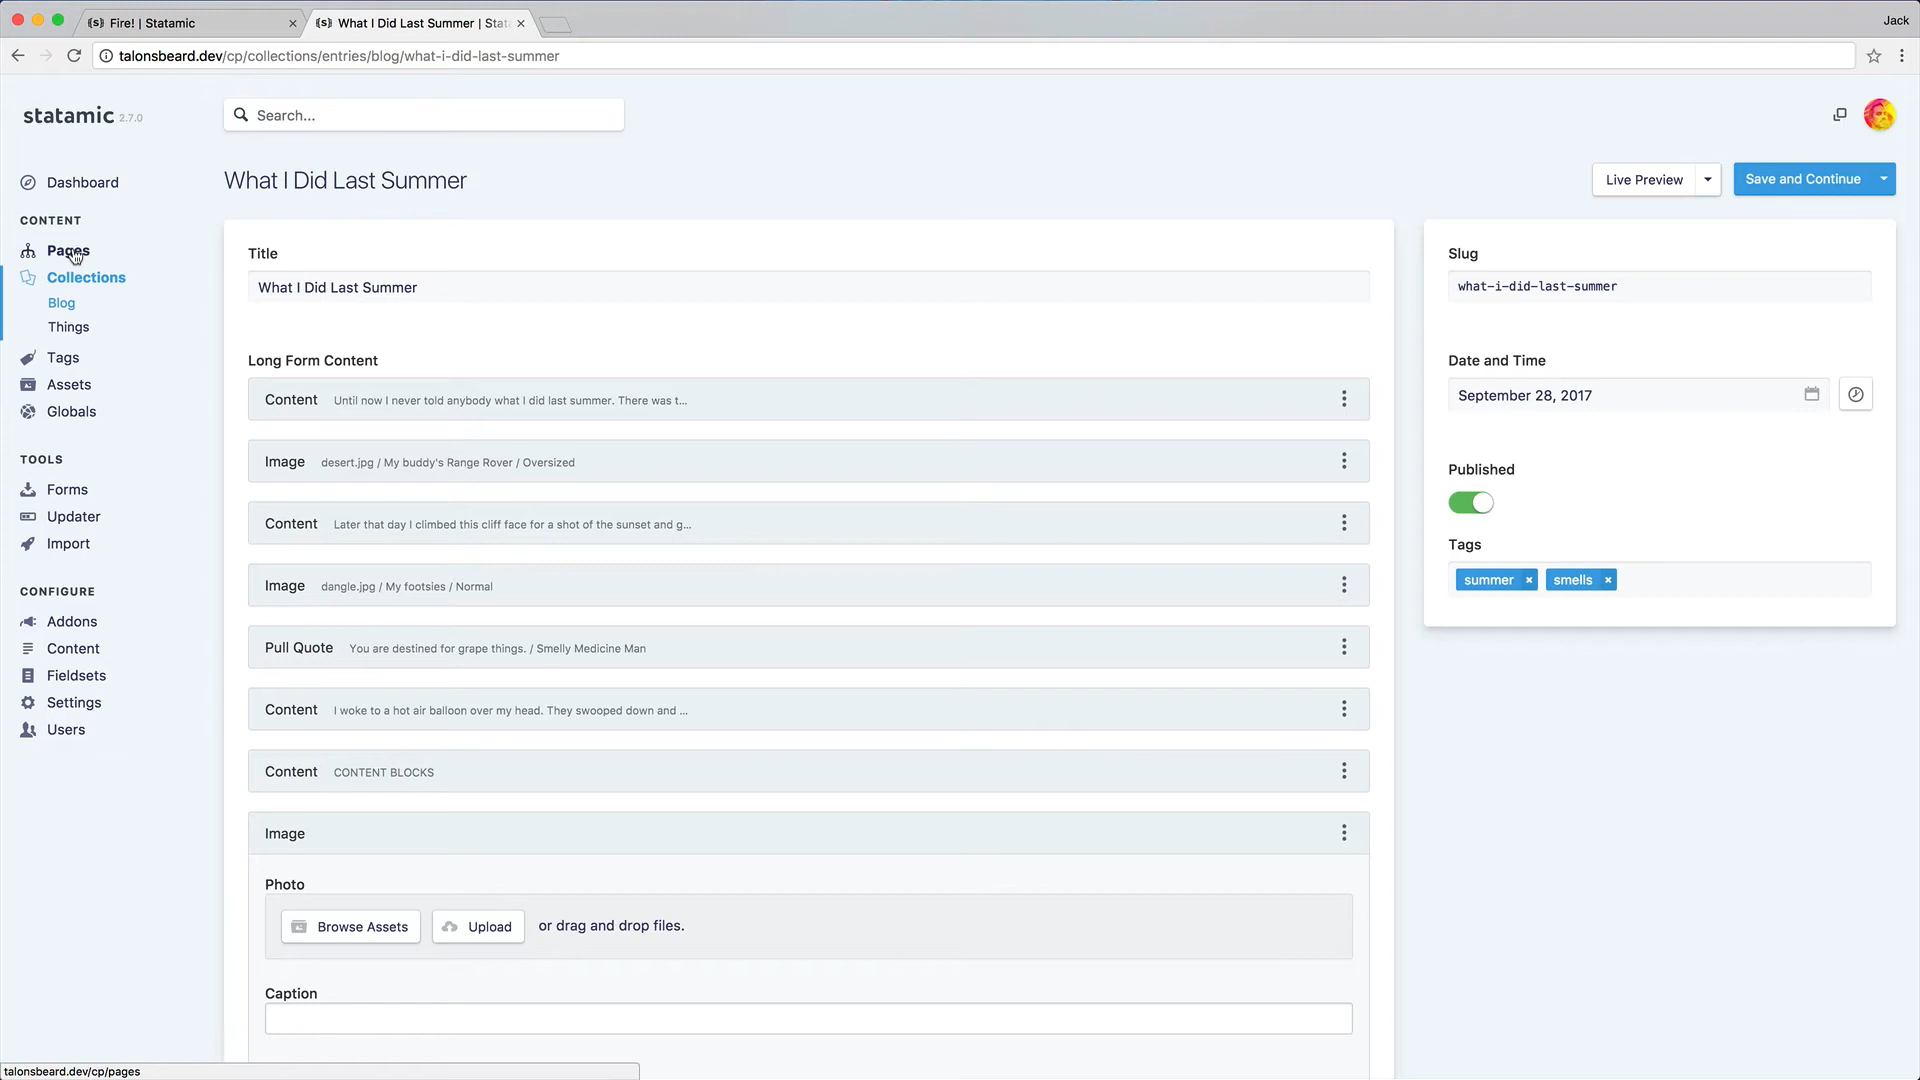 Fire! | Statamic
What I Did Last Summer | Stat
Jack
talonsbeard.dev/cp/collections/entries/blog/what-i-did-last-summer
statamic 2.7.0
Search...
Dashboard
CONTENT
Pages
Collections
Blog
Things
Tags
Assets
Globals
TOOLS
Forms
Updater
Import
CONFIGURE
Addons
Content
Fieldsets
Settings
Users
What I Did Last Summer
Live Preview
Save and Continue
Title
What I Did Last Summer
Long Form Content
Content Until now I never told anybody what I did last summer. There was t...
Image desert.jpg / My buddy's Range Rover / Oversized
Content Later that day I climbed this cliff face for a shot of the sunset and g...
Image dangle.jpg / My footsies / Normal
Pull Quote You are destined for grape things. / Smelly Medicine Man
Content I woke to a hot air balloon over my head. They swooped down and ...
Content CONTENT BLOCKS
Image
Photo
Browse Assets Upload or drag and drop files.
Caption
Slug
what-i-did-last-summer
Date and Time
September 28, 2017
Published
Tags
summer × smells ×
talonsbeard.dev/cp/pages